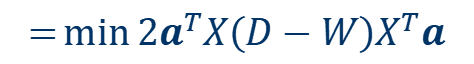 = min 2𝒂ᵀX(D − W)Xᵀ𝒂